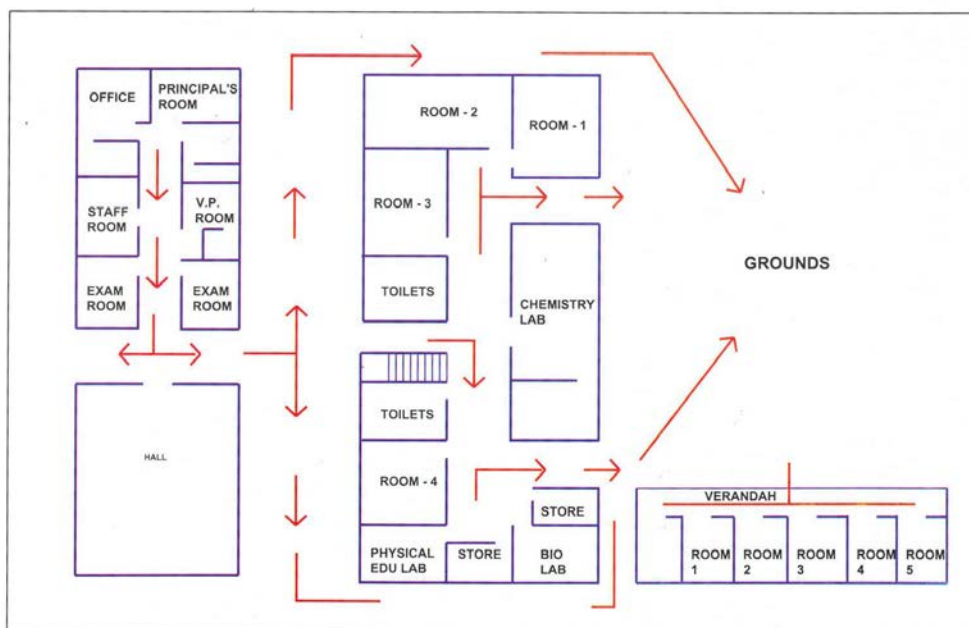 OFFICE
PRINCIPAL'S
ROOM
STAFF
ROOM
V.P.
ROOM
EXAM
ROOM
EXAM
ROOM
HALL
ROOM - 2
ROOM - 1
ROOM - 3
TOILETS
CHEMISTRY
LAB
TOILETS
ROOM - 4
STORE
PHYSICAL
EDU LAB
STORE
BIO
LAB
GROUNDS
VERANDAH
ROOM
1
ROOM
2
ROOM
3
ROOM
4
ROOM
5